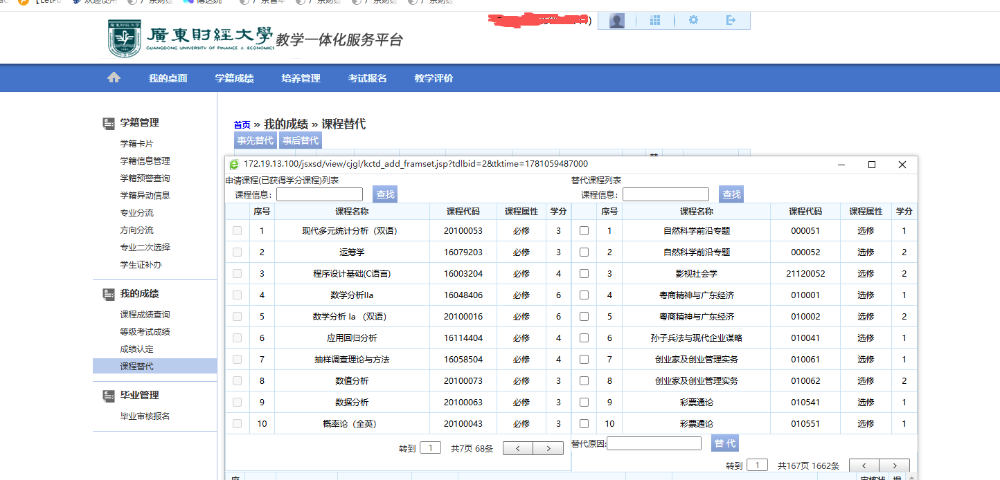 廣東財經大學
GUANGDONG UNIVERSITY OF FINANCE & ECONOMICS
教学一体化服务平台
我的桌面 学籍成绩 培养管理 考试报名 教学评价
学籍管理
学籍卡片
学籍信息管理
学籍预警查询
学籍异动信息
专业分流
方向分流
专业二次选择
学生证补办
我的成绩
课程成绩查询
等级考试成绩
成绩认定
课程替代
毕业管理
毕业审核报名
首页 » 我的成绩 » 课程替代
事先替代 事后替代
172.19.13.100/jsxsd/view/cjgl/kctd_add_framset.jsp?tdlbid=2&tktime=1781059487000
申请课程(已获得学分课程)列表
课程信息: 查找
序号 课程名称 课程代码 课程属性 学分
1 现代多元统计分析（双语） 20100053 必修 3
2 运筹学 16079203 必修 3
3 程序设计基础(C语言) 16003204 必修 4
4 数学分析IIa 16048406 必修 6
5 数学分析 Ia （双语） 20100016 必修 6
6 应用回归分析 16114404 必修 4
7 抽样调查理论与方法 16058504 必修 4
8 数值分析 20100073 必修 3
9 数据分析 20100063 必修 3
10 概率论（全英） 20100043 必修 3
转到 1 共7页 68条 < >
替代课程列表
课程信息: 查找
序号 课程名称 课程代码 课程属性 学分
1 自然科学前沿专题 000051 选修 1
2 自然科学前沿专题 000052 选修 2
3 影视社会学 21120052 选修 2
4 粤商精神与广东经济 010001 选修 1
5 粤商精神与广东经济 010002 选修 2
6 孙子兵法与现代企业谋略 010041 选修 1
7 创业家及创业管理实务 010061 选修 1
8 创业家及创业管理实务 010062 选修 2
9 彩票通论 010541 选修 1
10 彩票通论 010551 选修 1
替代原因: 替 代
转到 1 共167页 1662条 < >